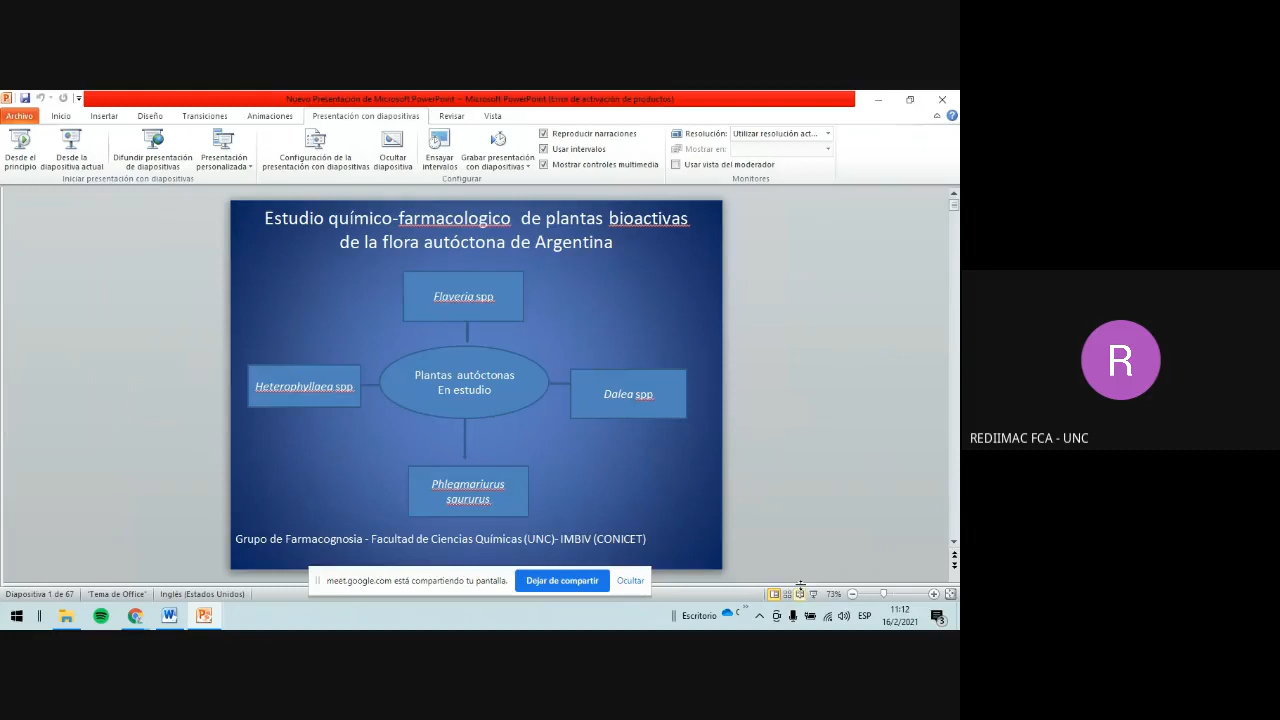 Nuevo Presentación de Microsoft PowerPoint - Microsoft PowerPoint (Error de activación de productos)
Archivo Inicio Insertar Diseño Transiciones Animaciones Presentación con diapositivas Revisar Vista
Desde el principio
Desde la diapositiva actual
Difundir presentación de diapositivas
Presentación personalizada
Configuración de la presentación con diapositivas
Ocultar diapositiva
Ensayar intervalos
Grabar presentación con diapositivas
Reproducir narraciones
Usar intervalos
Mostrar controles multimedia
Resolución: Utilizar resolución act...
Mostrar en:
Usar vista del moderador
Iniciar presentación con diapositivas
Configurar
Monitores
Estudio químico-farmacologico de plantas bioactivas
de la flora autóctona de Argentina
Flaveria spp
Heterophyllaea spp
Plantas autóctonas
En estudio
Dalea spp
Phleamariurus
saururus
Grupo de Farmacognosia - Facultad de Ciencias Químicas (UNC)- IMBIV (CONICET)
meet.google.com está compartiendo tu pantalla. Dejar de compartir Ocultar
Diapositiva 1 de 67 "Tema de Office" Inglés (Estados Unidos) 73%
Escritorio ESP 11:12
16/2/2021
3
R
REDIIMAC FCA - UNC